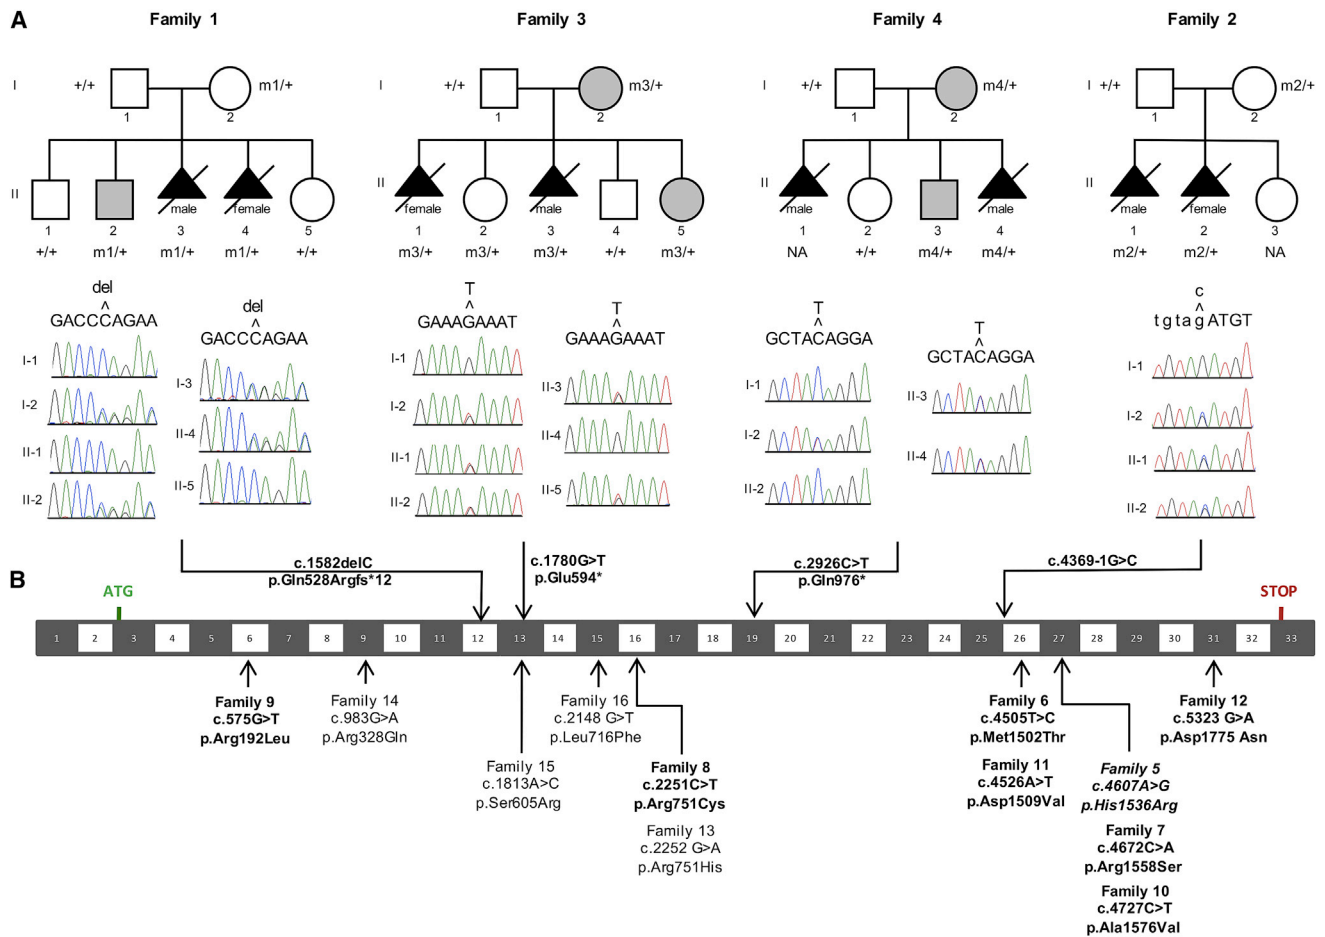 A
Family 1
Family 3
Family 4
Family 2
I
+/+
m1/+
1
2
I
+/+
m3/+
1
2
I
+/+
m4/+
1
2
I
+/+
m2/+
1
2
II
male
female
1
2
3
4
5
+/+
m1/+
m1/+
m1/+
+/+
II
female
male
1
2
3
4
5
m3/+
m3/+
m3/+
+/+
m3/+
II
male
male
1
2
3
4
NA
+/+
m4/+
m4/+
II
male
female
1
2
3
m2/+
m2/+
NA
del
^
GACCCAGAA
I-1
I-2
II-1
II-2
del
^
GACCCAGAA
I-3
II-4
II-5
T
^
GAAAGAAAT
I-1
I-2
II-1
II-2
T
^
GAAAGAAAT
II-3
II-4
II-5
T
^
GCTACAGGA
I-1
I-2
II-2
T
^
GCTACAGGA
II-3
II-4
c
^
tgtagATGT
I-1
I-2
II-1
II-2
B
c.1582delC
p.Gln528Argfs*12
c.1780G>T
p.Glu594*
c.2926C>T
p.Gln976*
c.4369-1G>C
ATG
STOP
1 2 3 4 5 6 7 8 9 10 11 12 13 14 15 16 17 18 19 20 21 22 23 24 25 26 27 28 29 30 31 32 33
Family 9
c.575G>T
p.Arg192Leu
Family 14
c.983G>A
p.Arg328Gln
Family 15
c.1813A>C
p.Ser605Arg
Family 16
c.2148 G>T
p.Leu716Phe
Family 8
c.2251C>T
p.Arg751Cys
Family 13
c.2252 G>A
p.Arg751His
Family 6
c.4505T>C
p.Met1502Thr
Family 11
c.4526A>T
p.Asp1509Val
Family 5
c.4607A>G
p.His1536Arg
Family 7
c.4672C>A
p.Arg1558Ser
Family 10
c.4727C>T
p.Ala1576Val
Family 12
c.5323 G>A
p.Asp1775 Asn